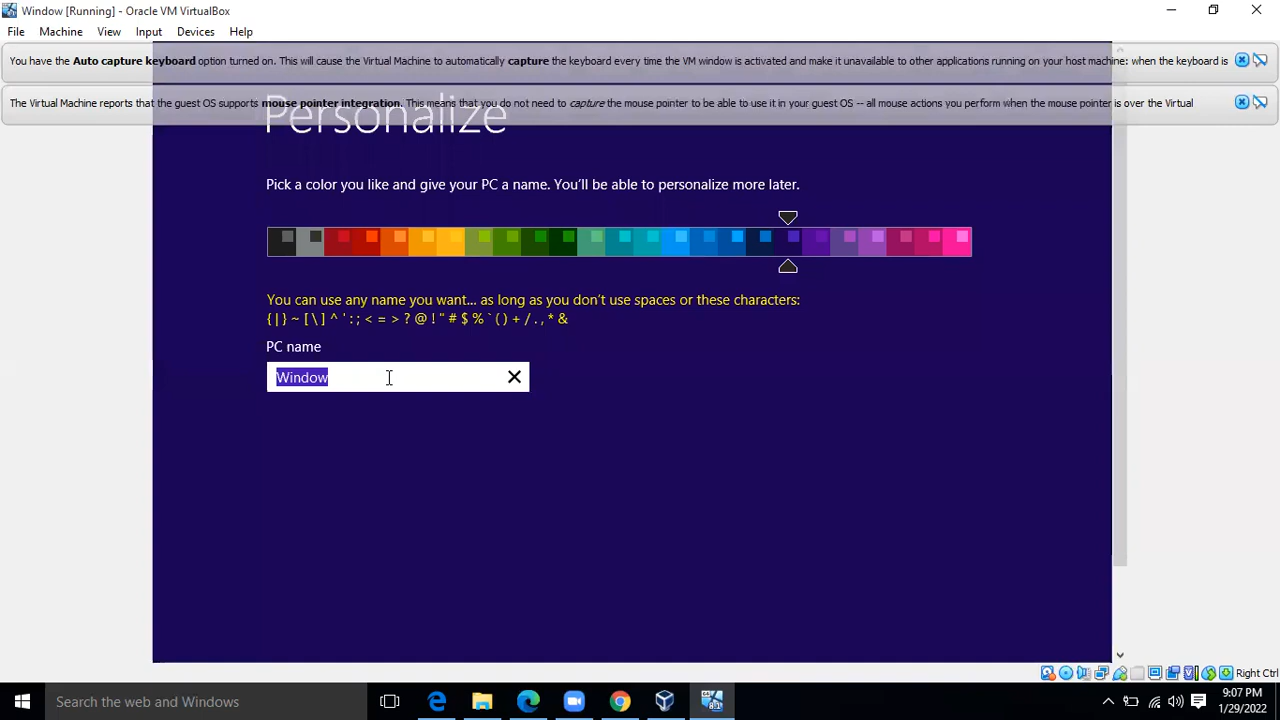 Window [Running] - Oracle VM VirtualBox
File Machine View Input Devices Help
You have the Auto capture keyboard option turned on. This will cause the Virtual Machine to automatically capture the keyboard every time the VM window is activated and make it unavailable to other applications running on your host machine: when the keyboard is
The Virtual Machine reports that the guest OS supports mouse pointer integration. This means that you do not need to capture the mouse pointer to be able to use it in your guest OS -- all mouse actions you perform when the mouse pointer is over the Virtual
Personalize
Pick a color you like and give your PC a name. You'll be able to personalize more later.
You can use any name you want... as long as you don't use spaces or these characters:
{ | } ~ [ \ ] ^ ' : ; < = > ? @ ! " # $ % ` ( ) + / . , * &
PC name
Window
Right Ctrl
Search the web and Windows
9:07 PM
1/29/2022